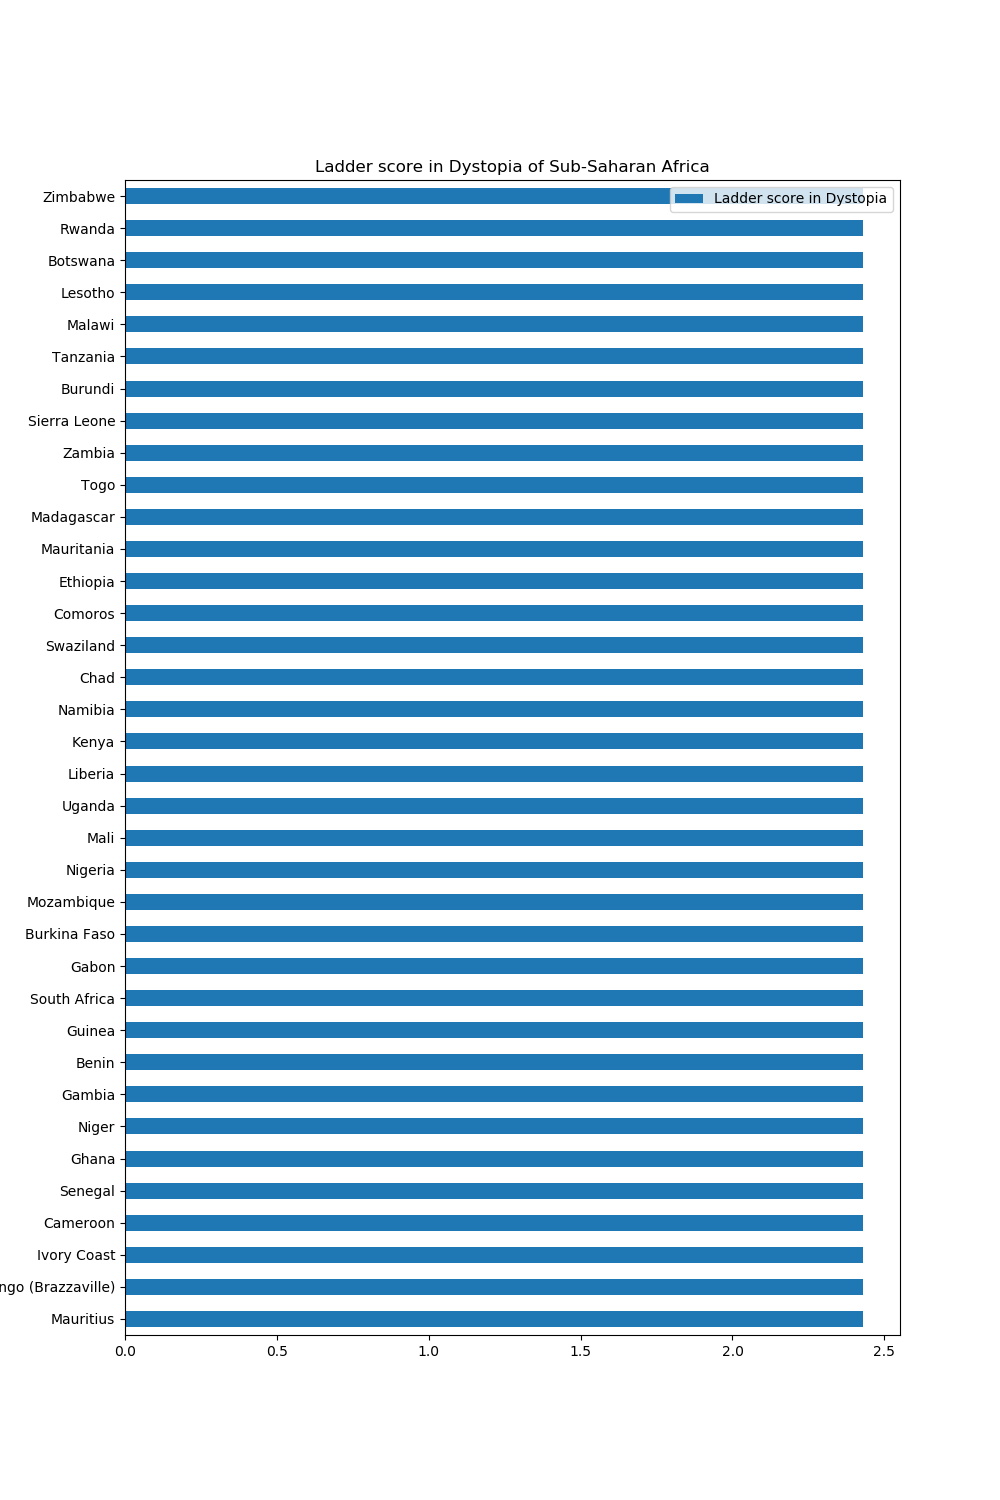 Ladder score in Dystopia of Sub-Saharan Africa
Ladder score in Dystopia
Zimbabwe
Rwanda
Botswana
Lesotho
Malawi
Tanzania
Burundi
Sierra Leone
Zambia
Togo
Madagascar
Mauritania
Ethiopia
Comoros
Swaziland
Chad
Namibia
Kenya
Liberia
Uganda
Mali
Nigeria
Mozambique
Burkina Faso
Gabon
South Africa
Guinea
Benin
Gambia
Niger
Ghana
Senegal
Cameroon
Ivory Coast
ngo (Brazzaville)
Mauritius
0.0 0.5 1.0 1.5 2.0 2.5